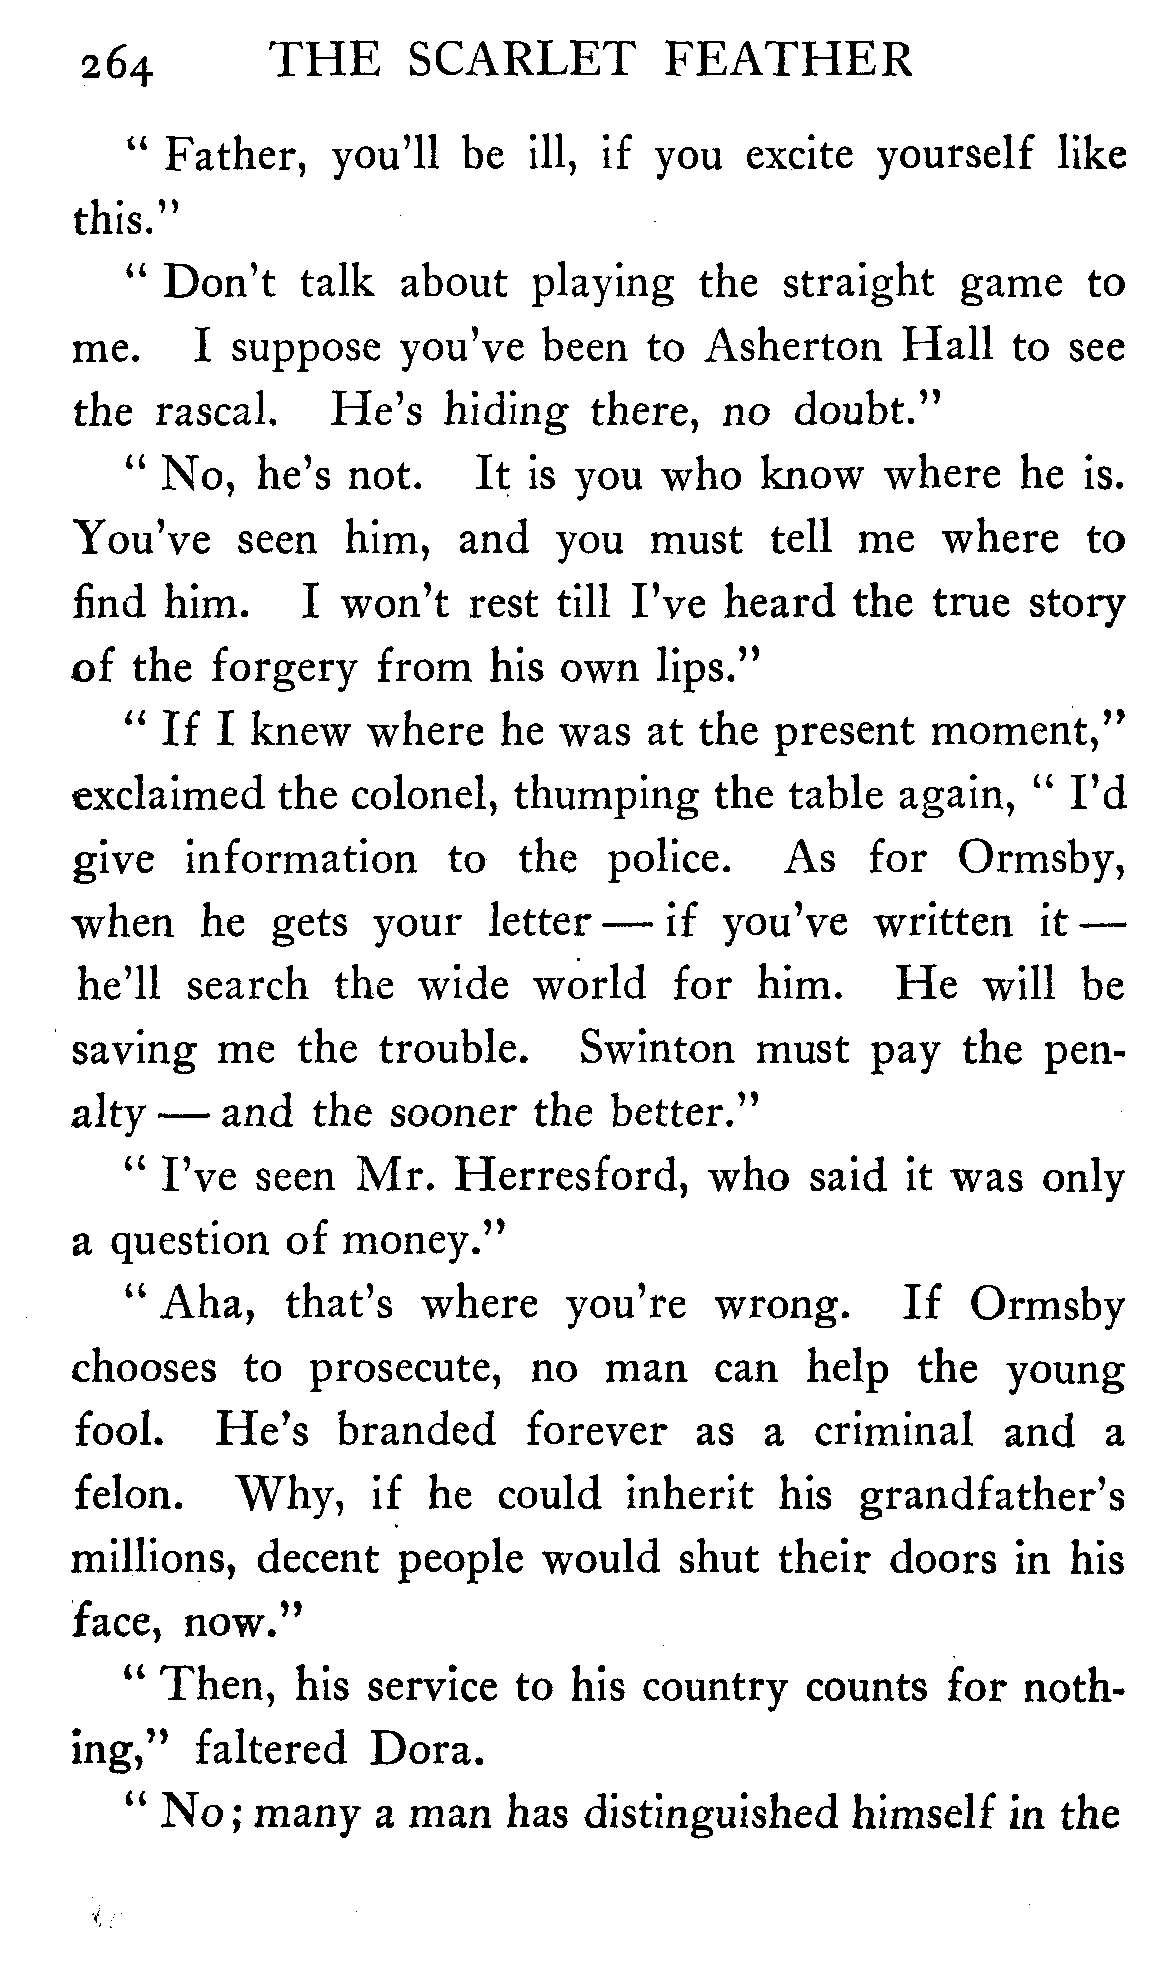 264 THE SCARLET FEATHER
“ Father, you'll be ill, if you excite yourself like
this.”
“ Don't talk about playing the straight game to
me. I suppose you've been to Asherton Hall to see
the rascal. He's hiding there, no doubt.”
“ No, he's not. It is you who know where he is.
You've seen him, and you must tell me where to
find him. I won't rest till I've heard the true story
of the forgery from his own lips.”
“ If I knew where he was at the present moment,”
exclaimed the colonel, thumping the table again, “ I'd
give information to the police. As for Ormsby,
when he gets your letter — if you've written it —
he'll search the wide world for him. He will be
saving me the trouble. Swinton must pay the pen-
alty — and the sooner the better.”
“ I've seen Mr. Herresford, who said it was only
a question of money.”
“ Aha, that's where you're wrong. If Ormsby
chooses to prosecute, no man can help the young
fool. He's branded forever as a criminal and a
felon. Why, if he could inherit his grandfather's
millions, decent people would shut their doors in his
face, now.”
“ Then, his service to his country counts for noth-
ing,” faltered Dora.
“ No; many a man has distinguished himself in the